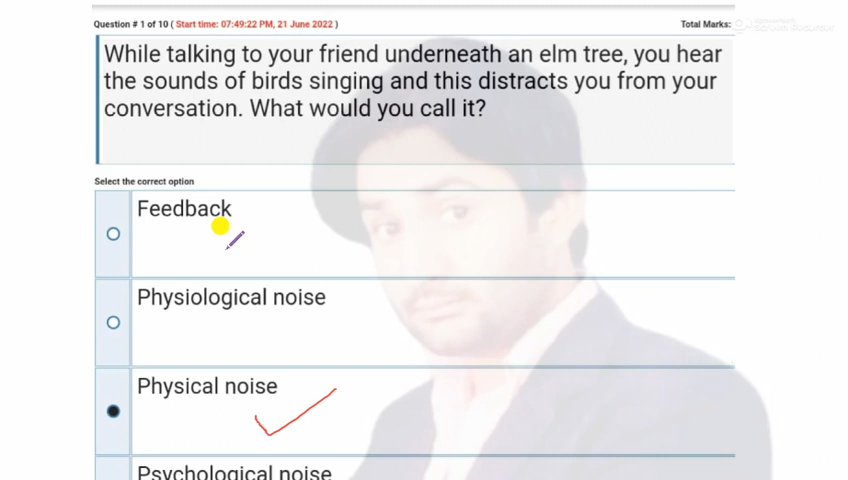 Question # 1 of 10 ( Start time: 07:49:22 PM, 21 June 2022 ) Total Marks:
While talking to your friend underneath an elm tree, you hear
the sounds of birds singing and this distracts you from your
conversation. What would you call it?
Select the correct option
Feedback
Physiological noise
Physical noise
Psychological noise